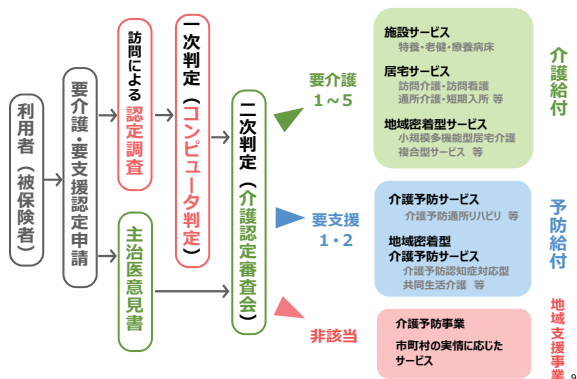 利用者（被保険者）
要介護・要支援認定申請
訪問による
認定調査
主治医意見書
一次判定（コンピュータ判定）
二次判定（介護認定審査会）
要介護
1～5
施設サービス
特養・老健・療養病床
居宅サービス
訪問介護・訪問看護
通所介護・短期入所 等
地域密着型サービス
小規模多機能型居宅介護
複合型サービス 等
介護給付
要支援
1・2
介護予防サービス
介護予防通所リハビリ 等
地域密着型
介護予防サービス
介護予防認知症対応型
共同生活介護 等
予防給付
非該当
介護予防事業
市町村の実情に応じた
サービス
地域支援事業
9